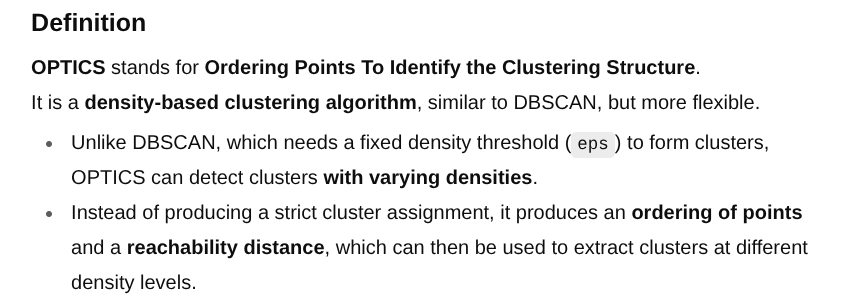 Definition
OPTICS stands for Ordering Points To Identify the Clustering Structure.
It is a density-based clustering algorithm, similar to DBSCAN, but more flexible.
• Unlike DBSCAN, which needs a fixed density threshold (eps) to form clusters,
OPTICS can detect clusters with varying densities.
• Instead of producing a strict cluster assignment, it produces an ordering of points
and a reachability distance, which can then be used to extract clusters at different
density levels.